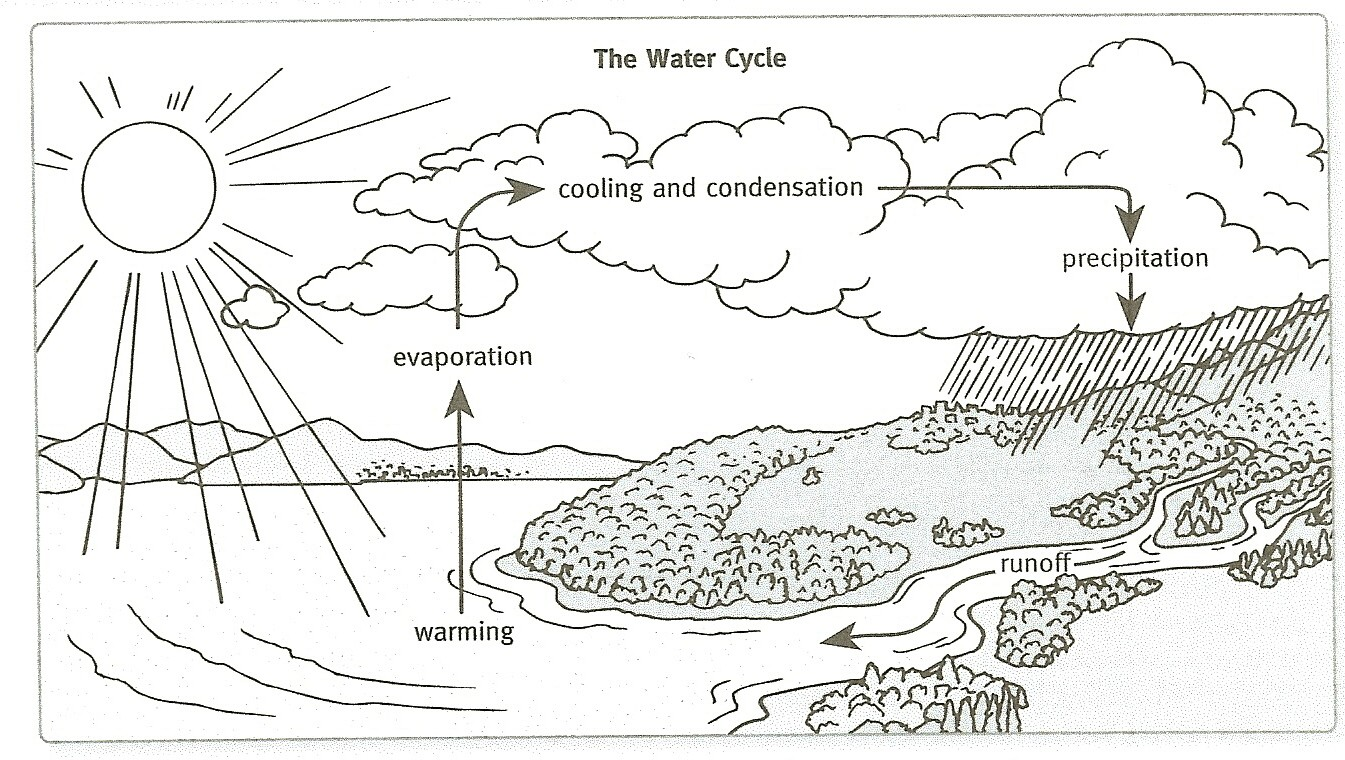 The Water Cycle
cooling and condensation
precipitation
evaporation
runoff
warming